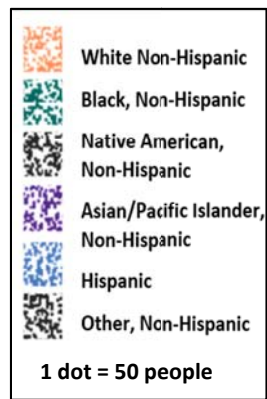 White Non-Hispanic
Black, Non-Hispanic
Native American,
Non-Hispanic
Asian/Pacific Islander,
Non-Hispanic
Hispanic
Other, Non-Hispanic
1 dot = 50 people